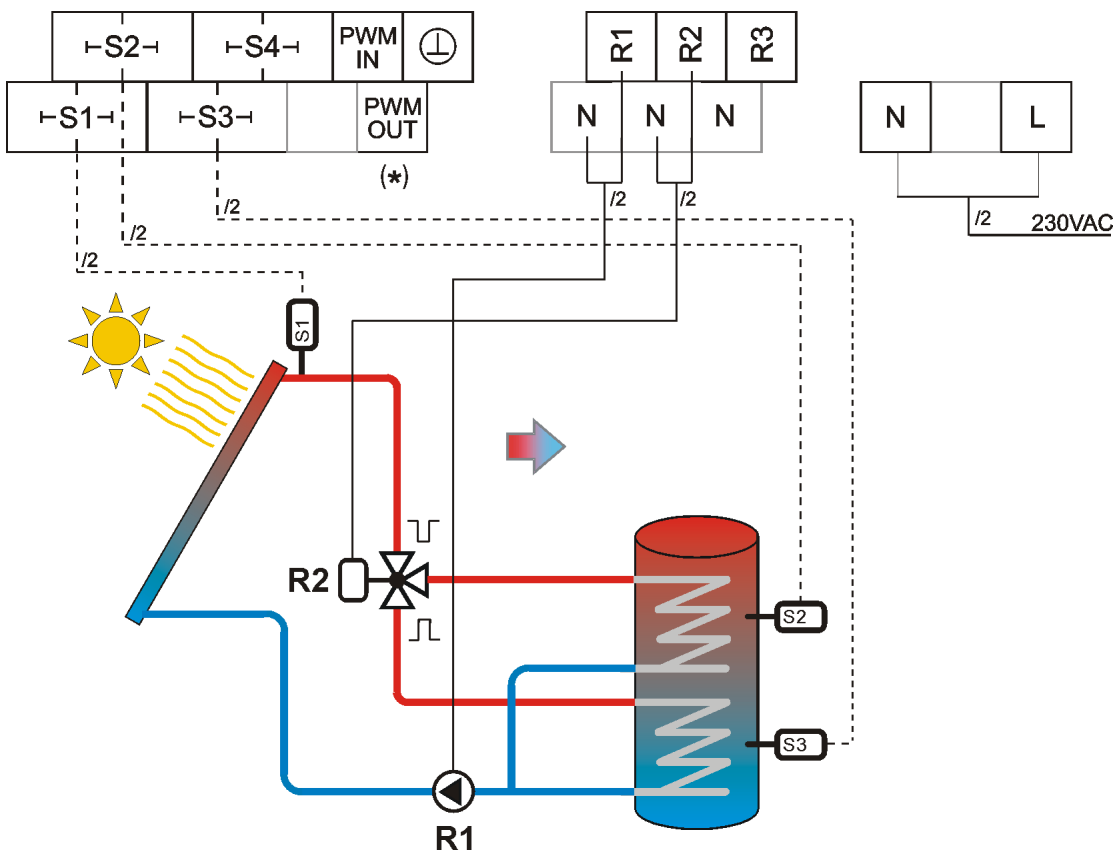 S2 S4 PWM IN
S1 S3 PWM OUT
(*)
R1 R2 R3
N N N
N L
/2 /2 /2 /2 /2 /2
230VAC
S1
R2
S2
S3
R1